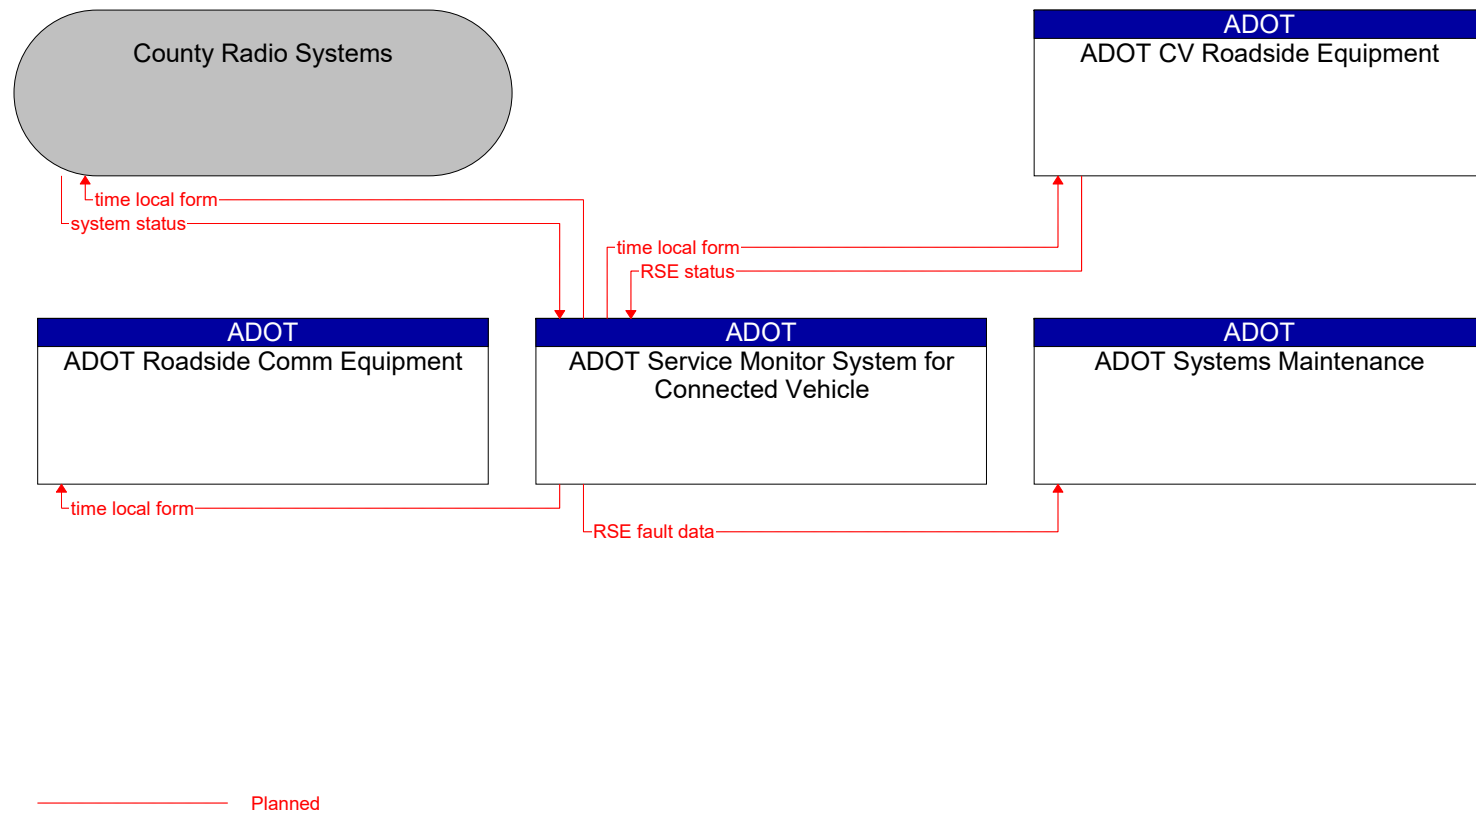 County Radio Systems
ADOT
ADOT CV Roadside Equipment
time local form
system status
time local form
RSE status
ADOT
ADOT Roadside Comm Equipment
ADOT
ADOT Service Monitor System for
Connected Vehicle
ADOT
ADOT Systems Maintenance
time local form
RSE fault data
Planned